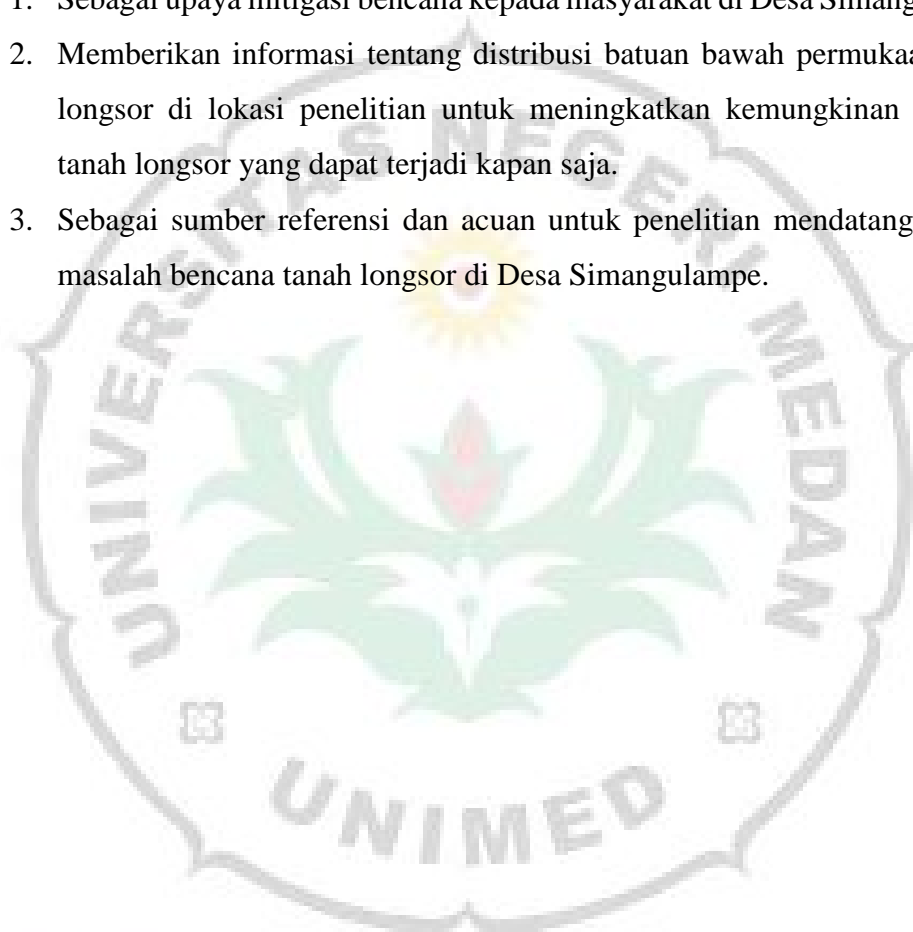 1. Sebagai upaya mitigasi bencana kepada masyarakat di Desa Simang
2. Memberikan informasi tentang distribusi batuan bawah permukaa
longsor di lokasi penelitian untuk meningkatkan kemungkinan
tanah longsor yang dapat terjadi kapan saja.
3. Sebagai sumber referensi dan acuan untuk penelitian mendatang
masalah bencana tanah longsor di Desa Simangulampe.
UNIVERSITAS NEGERI MEDAN
UNIMED